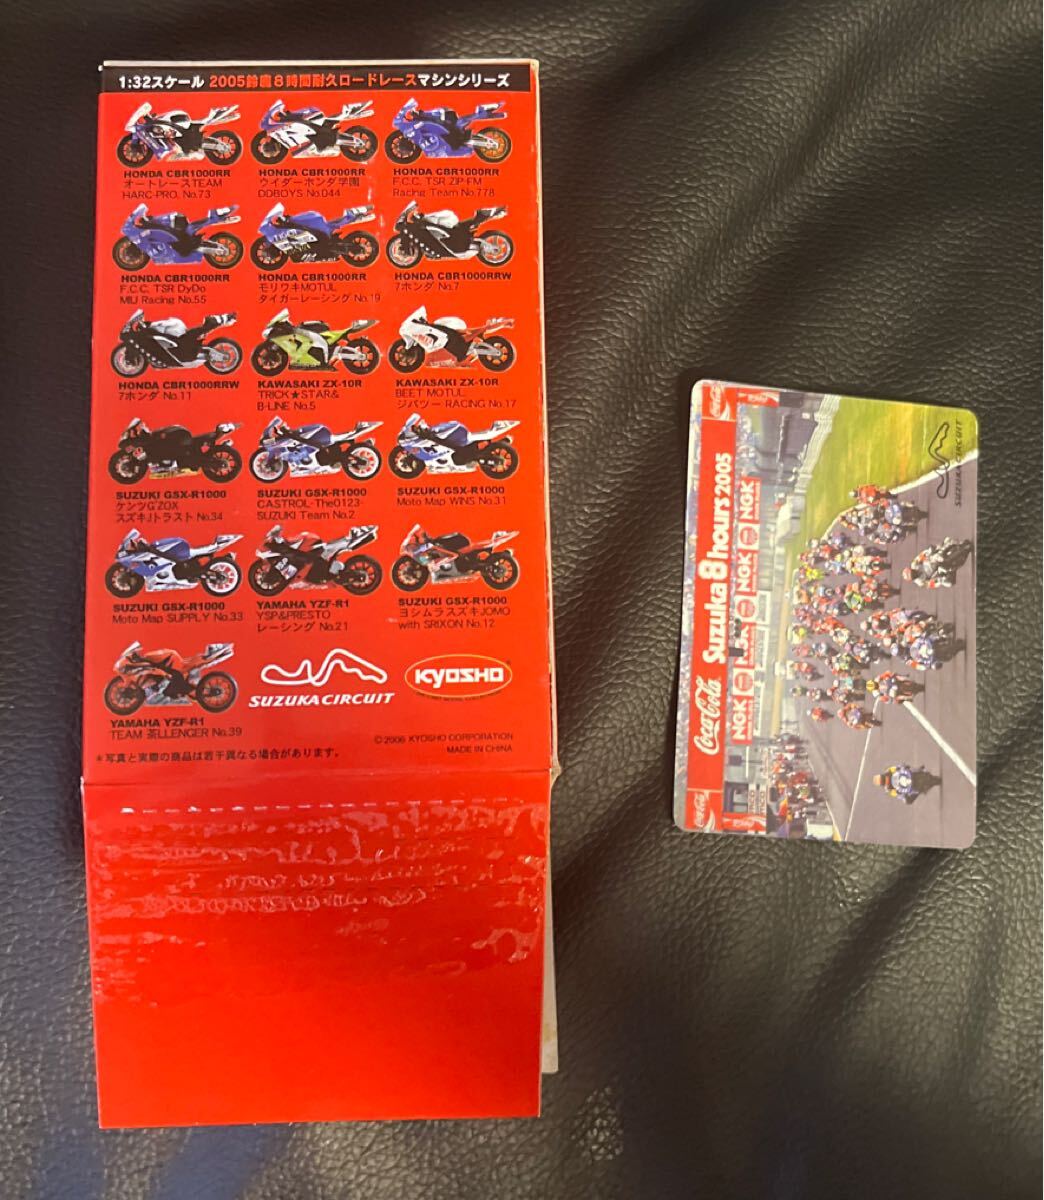 1:32スケール 2005鈴鹿8時間耐久ロードレースマシンシリーズ
HONDA CBR1000RR
オートレースTEAM
HARC-PRO. No.73
HONDA CBR1000RR
ウイダーホンダ学園
DDBOYS No.044
HONDA CBR1000RR
F.C.C. TSR ZIP-FM
Racing Team No.778
HONDA CBR1000RR
F.C.C. TSR DyDo
MIU Racing No.55
HONDA CBR1000RR
モリワキMOTUL
タイガーレーシング No.19
HONDA CBR1000RRW
7ホンダ No.7
HONDA CBR1000RRW
7ホンダ No.11
KAWASAKI ZX-10R
TRICK★STAR&
B-LINE No.5
KAWASAKI ZX-10R
BEET MOTUL
ジパツー RACING No.17
SUZUKI GSX-R1000
ケンツG'ZOX
スズキJトラスト No.34
SUZUKI GSX-R1000
CASTROL-The0123-
SUZUKI Team No.2
SUZUKI GSX-R1000
Moto Map WINS No.31
SUZUKI GSX-R1000
Moto Map SUPPLY No.33
YAMAHA YZF-R1
YSP&PRESTO
レーシング No.21
SUZUKI GSX-R1000
ヨシムラスズキJOMO
with SRIXON No.12
YAMAHA YZF-R1
TEAM 茶LLENGER No.39
SUZUKA CIRCUIT
KYOSHO
© 2006 KYOSHO CORPORATION
MADE IN CHINA
*写真と実際の商品は若干異なる場合があります。
Coca-Cola Suzuka 8 hours 2005
NGK NGK NGK NGK
Coca-Cola
Coca-Cola
SUZUKA CIRCUIT